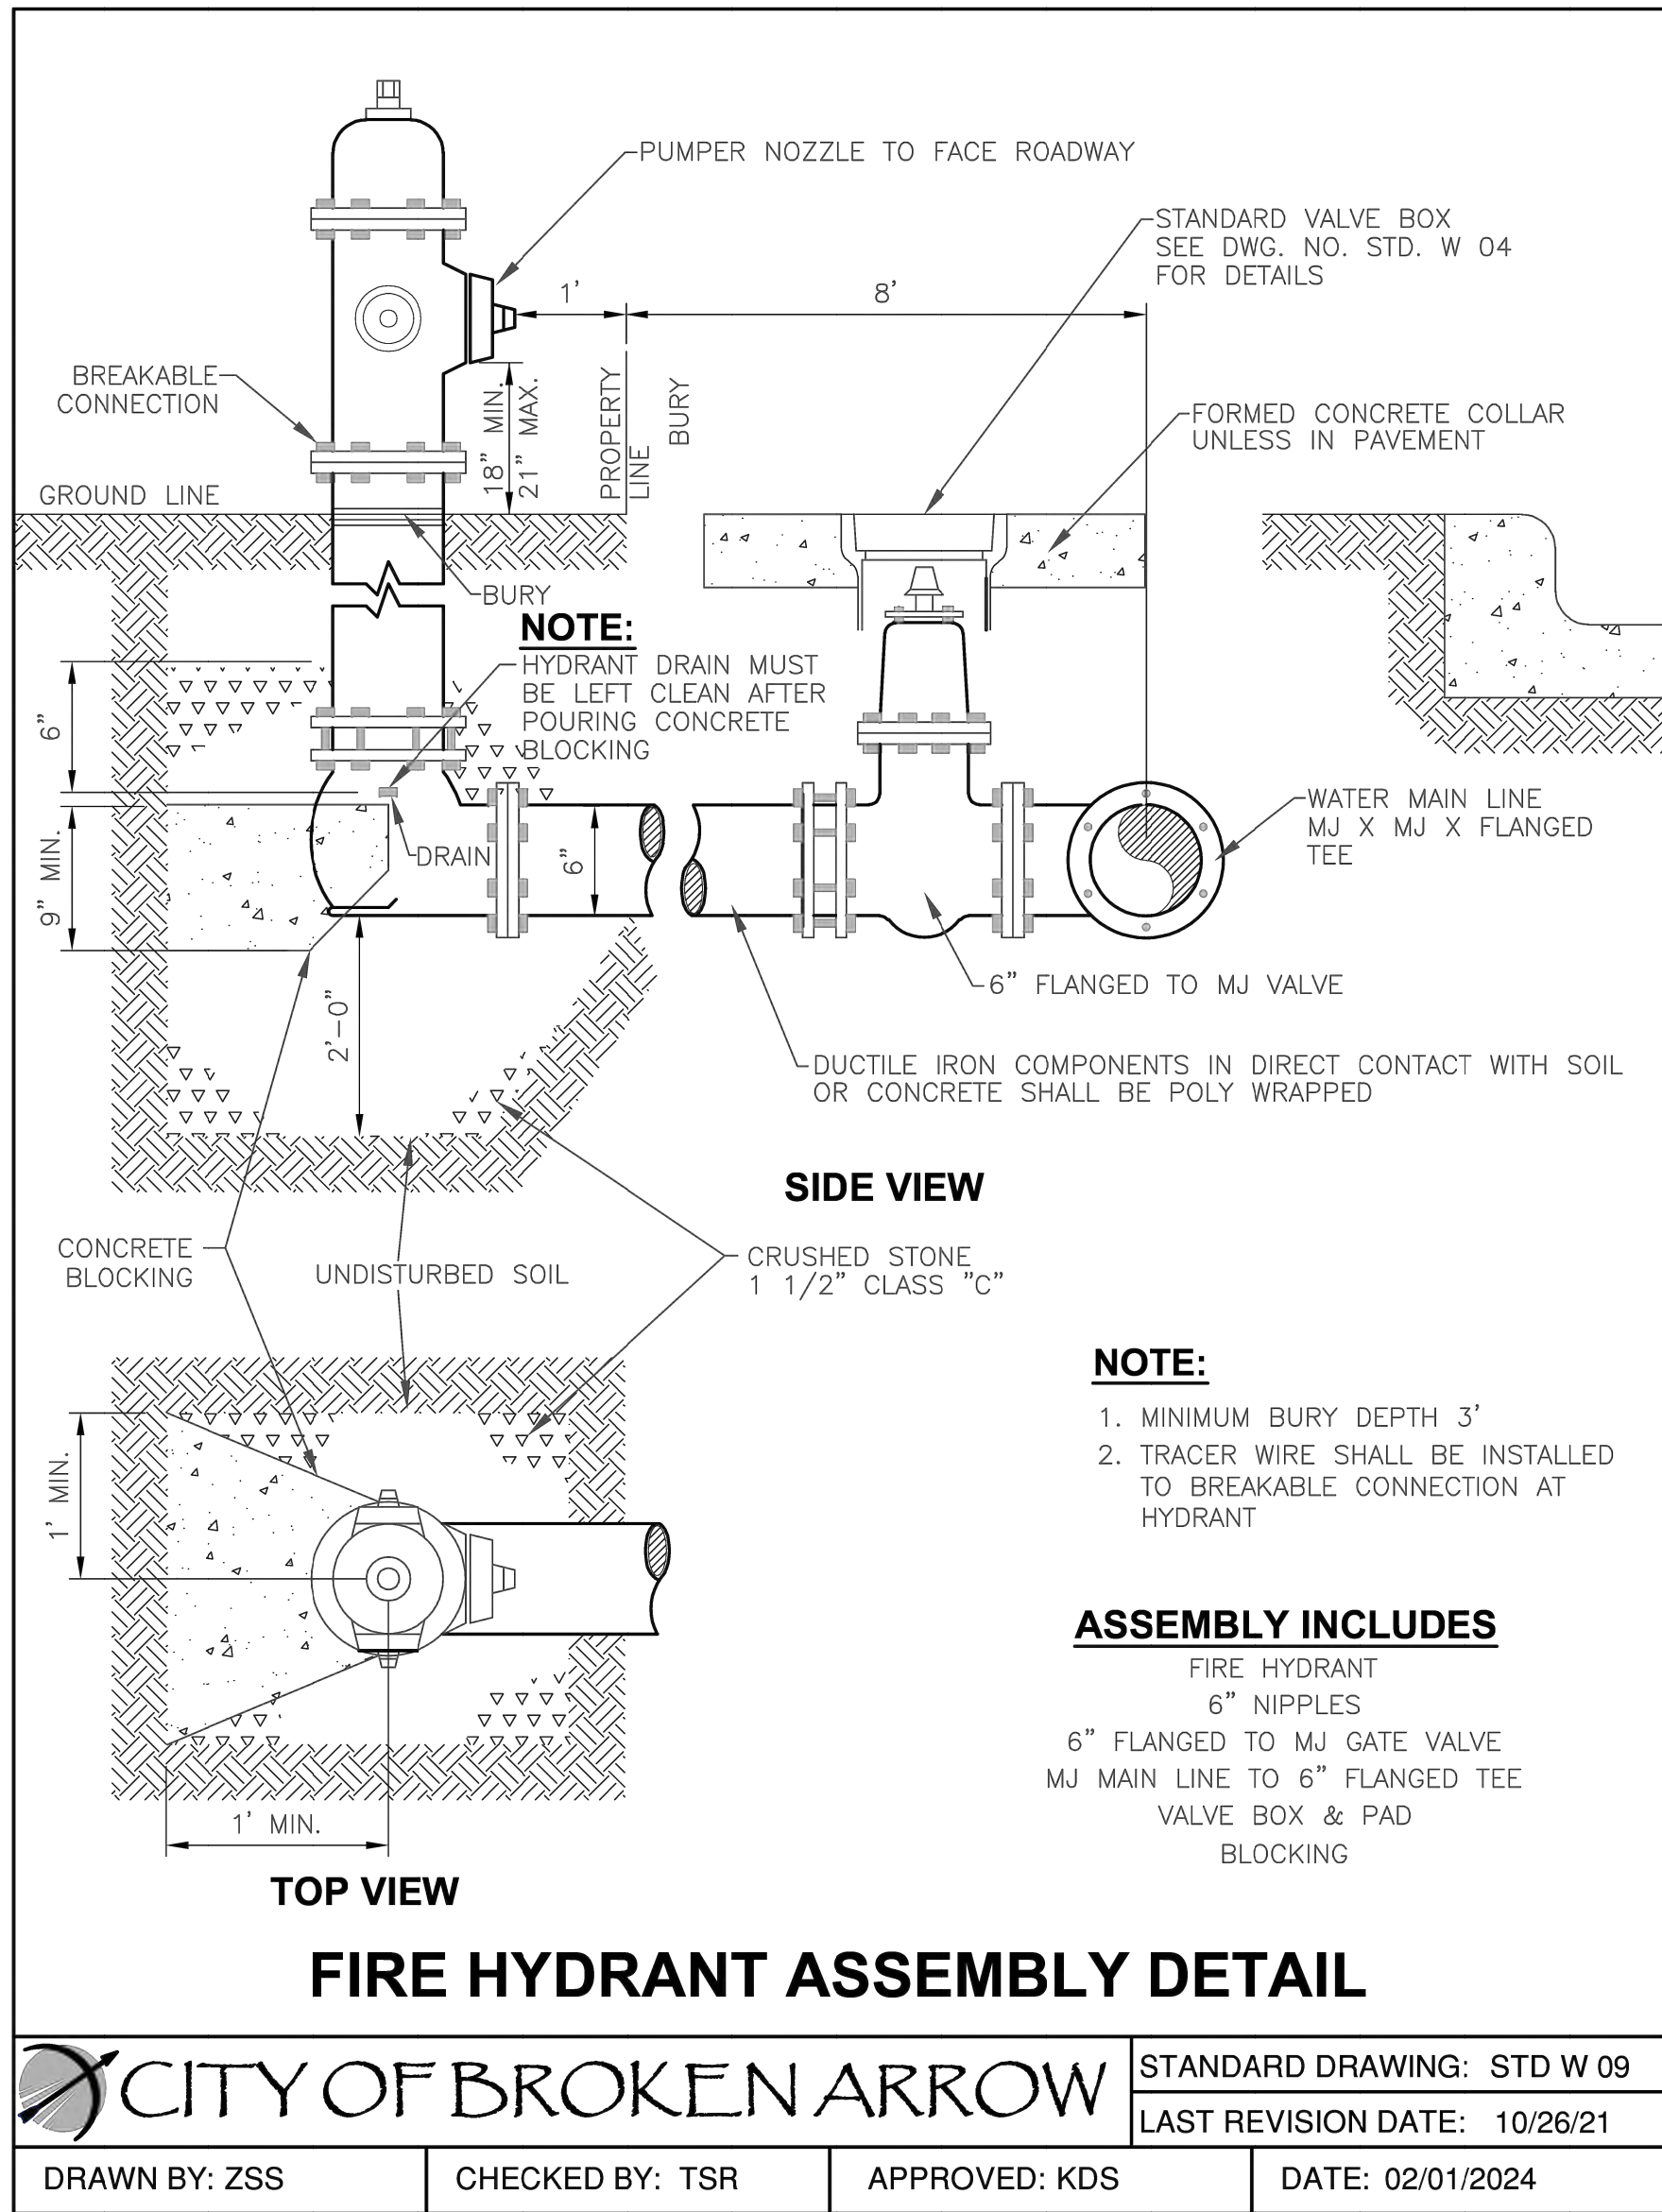 PUMPER NOZZLE TO FACE ROADWAY
STANDARD VALVE BOX
SEE DWG. NO. STD. W 04
FOR DETAILS
1'
8'
BREAKABLE
CONNECTION
18" MIN.
21" MAX.
PROPERTY
LINE
BURY
FORMED CONCRETE COLLAR
UNLESS IN PAVEMENT
GROUND LINE
BURY
NOTE:
HYDRANT DRAIN MUST
BE LEFT CLEAN AFTER
POURING CONCRETE
BLOCKING
6"
9" MIN.
DRAIN
6"
WATER MAIN LINE
MJ X MJ X FLANGED
TEE
6" FLANGED TO MJ VALVE
2'-0"
DUCTILE IRON COMPONENTS IN DIRECT CONTACT WITH SOIL
OR CONCRETE SHALL BE POLY WRAPPED
SIDE VIEW
CONCRETE
BLOCKING
UNDISTURBED SOIL
CRUSHED STONE
1 1/2" CLASS "C"
NOTE:
1. MINIMUM BURY DEPTH 3'
2. TRACER WIRE SHALL BE INSTALLED
TO BREAKABLE CONNECTION AT
HYDRANT
1' MIN.
1' MIN.
TOP VIEW
ASSEMBLY INCLUDES
FIRE HYDRANT
6" NIPPLES
6" FLANGED TO MJ GATE VALVE
MJ MAIN LINE TO 6" FLANGED TEE
VALVE BOX & PAD
BLOCKING
FIRE HYDRANT ASSEMBLY DETAIL
CITY OF BROKEN ARROW
STANDARD DRAWING: STD W 09
LAST REVISION DATE: 10/26/21
DRAWN BY: ZSS
CHECKED BY: TSR
APPROVED: KDS
DATE: 02/01/2024